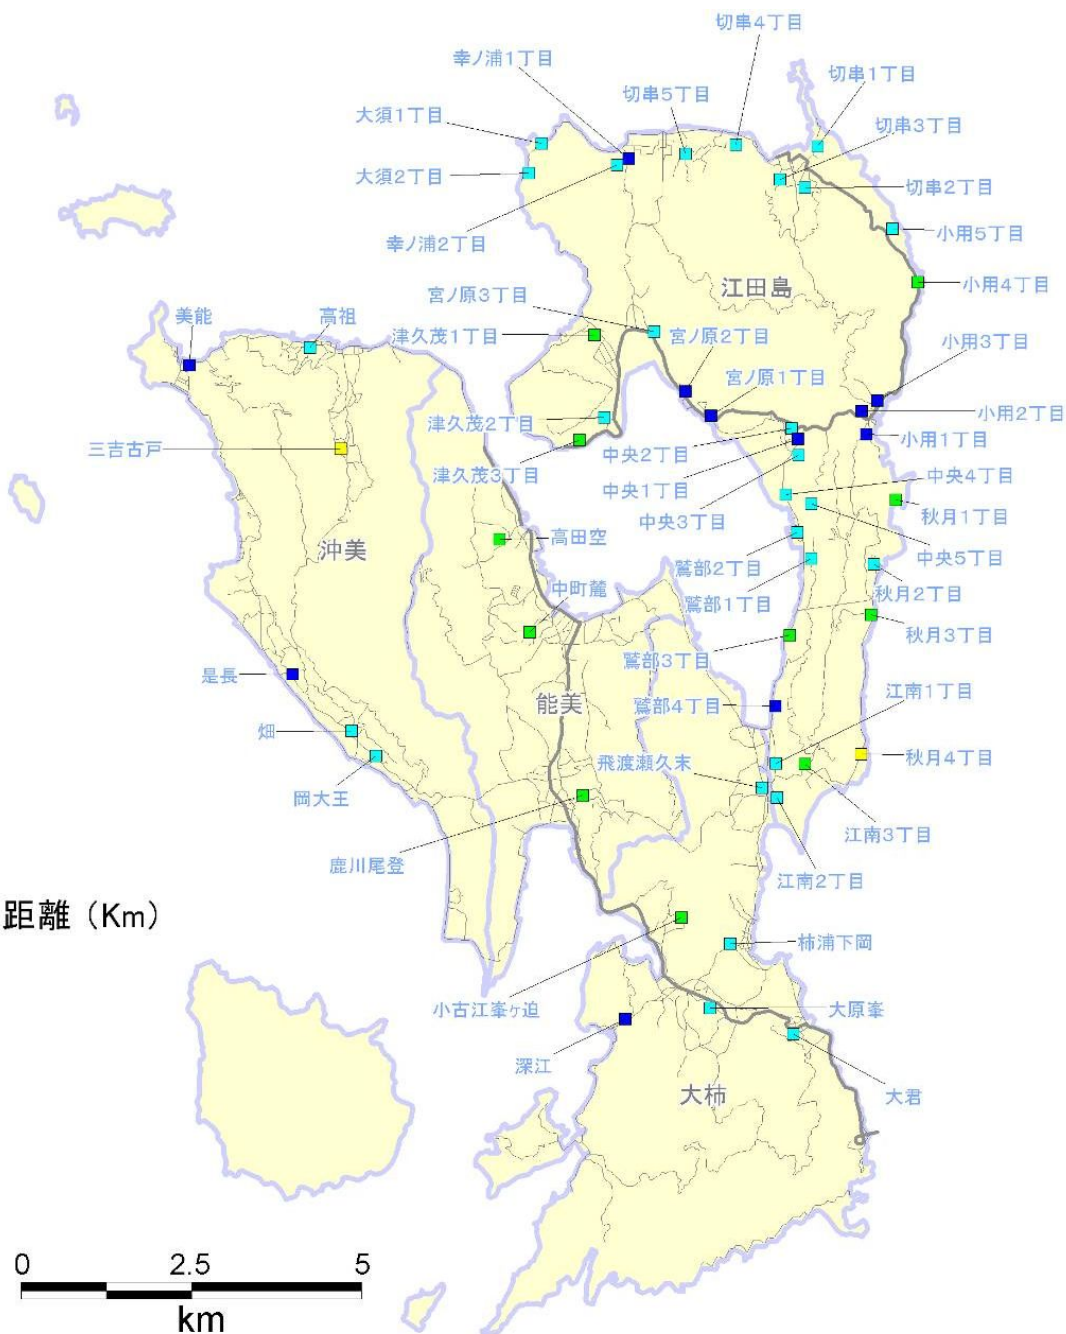 切串4丁目
幸ノ浦1丁目
切串1丁目
切串5丁目
大須1丁目
切串3丁目
大須2丁目
切串2丁目
小用5丁目
幸ノ浦2丁目
江田島
小用4丁目
宮ノ原3丁目
美能
高祖
津久茂1丁目
宮ノ原2丁目
小用3丁目
宮ノ原1丁目
小用2丁目
津久茂2丁目
小用1丁目
三吉古戸
中央2丁目
津久茂3丁目
中央4丁目
中央1丁目
秋月1丁目
中央3丁目
高田空
沖美
中央5丁目
鷲部2丁目
中町麓
秋月2丁目
鷲部1丁目
秋月3丁目
鷲部3丁目
是長
江南1丁目
能美
鷲部4丁目
畑
秋月4丁目
飛渡瀬久末
岡大王
江南3丁目
鹿川尾登
江南2丁目
距離（Km）
柿浦下岡
小古江峯ヶ迫
大原峯
深江
大柿
大君
0 2.5 5
km